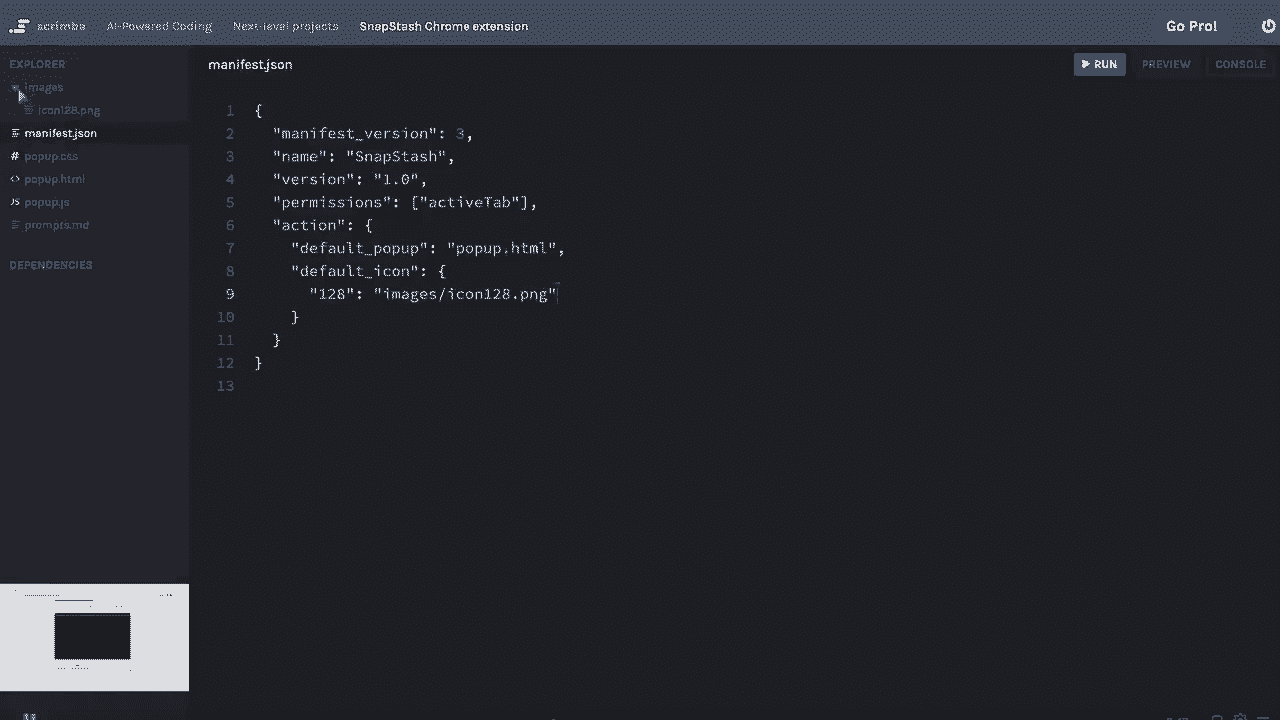 scrimba AI-Powered Coding Next-level projects SnapStash Chrome extension Go Pro!
EXPLORER
images
icon128.png
manifest.json
popup.css
popup.html
popup.js
prompts.md
DEPENDENCIES
manifest.json
RUN PREVIEW CONSOLE
1 {
2 "manifest_version": 3,
3 "name": "SnapStash",
4 "version": "1.0",
5 "permissions": ["activeTab"],
6 "action": {
7 "default_popup": "popup.html",
8 "default_icon": {
9 "128": "images/icon128.png"
10 }
11 }
12 }
13